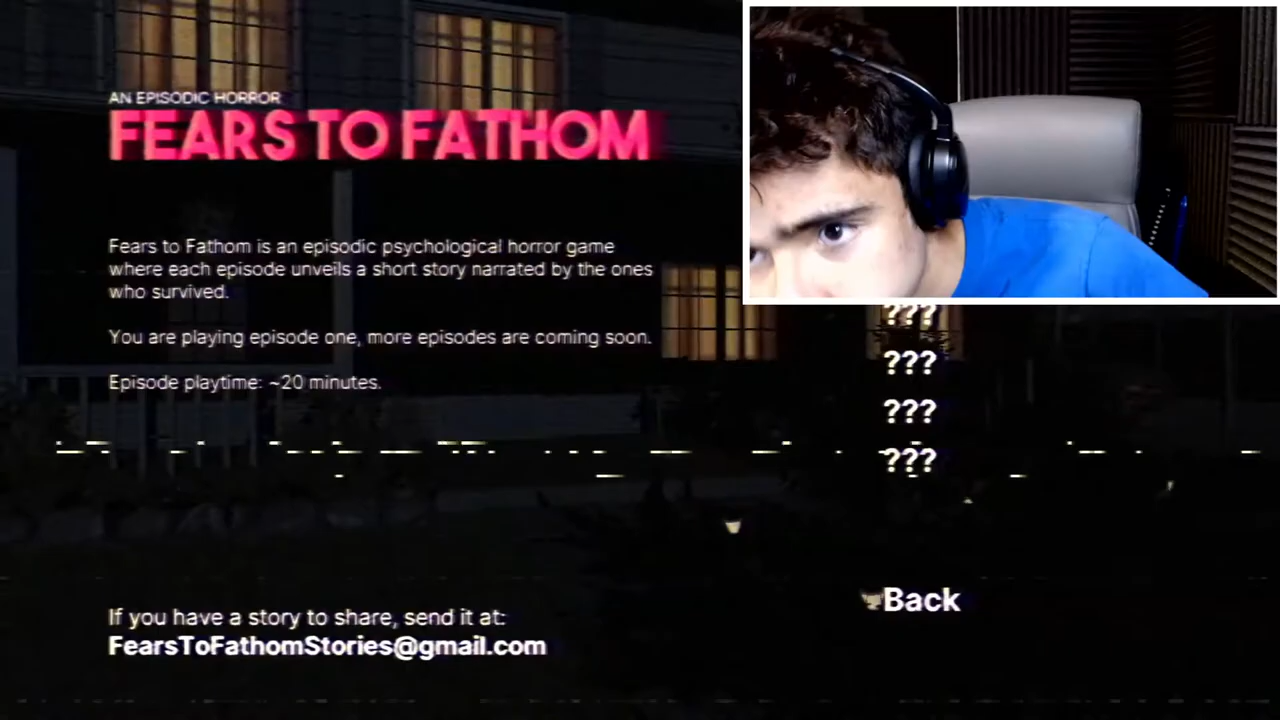 AN EPISODIC HORROR
FEARS TO FATHOM
Fears to Fathom is an episodic psychological horror game
where each episode unveils a short story narrated by the ones
who survived.
You are playing episode one, more episodes are coming soon.
Episode playtime: ~20 minutes.
???
???
???
???
Back
If you have a story to share, send it at:
FearsToFathomStories@gmail.com